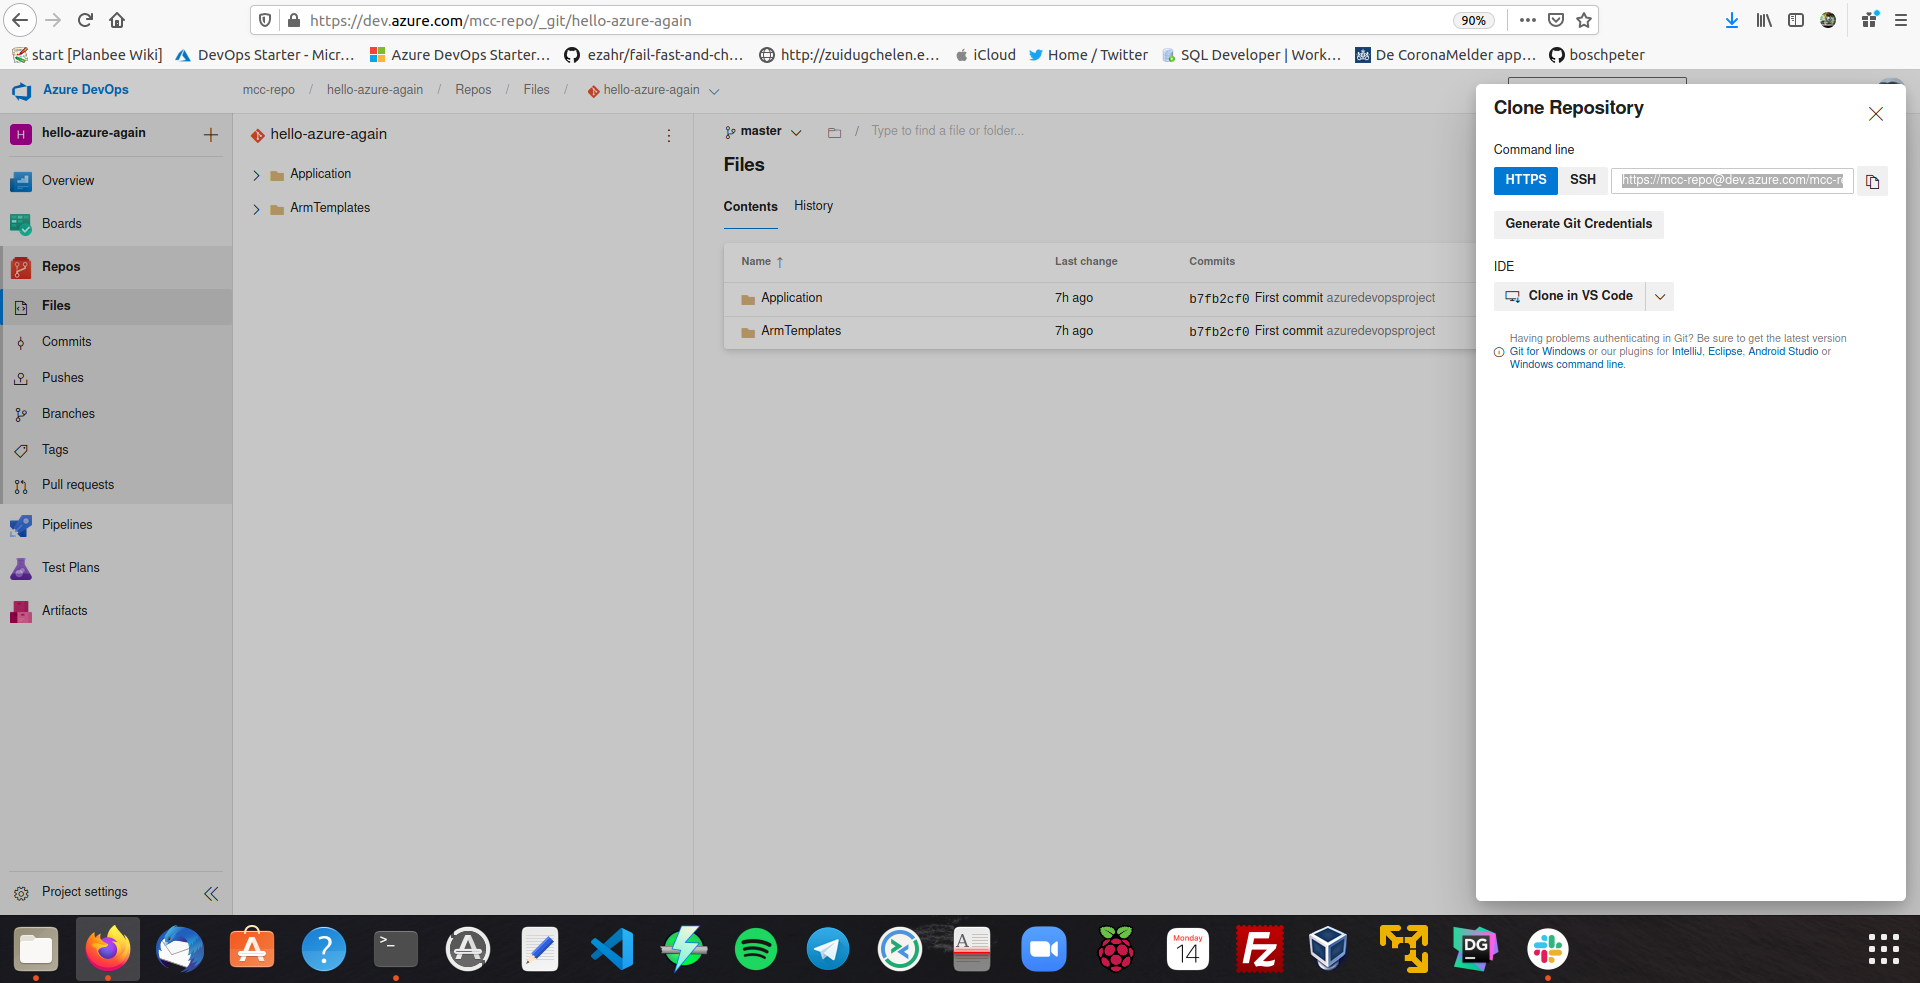 https://dev.azure.com/mcc-repo/_git/hello-azure-again
90%
start [Planbee Wiki]
DevOps Starter - Micr…
Azure DevOps Starter…
ezahr/fail-fast-and-ch…
http://zuidugchelen.e…
iCloud
Home / Twitter
SQL Developer | Work…
De CoronaMelder app…
boschpeter
Azure DevOps
mcc-repo / hello-azure-again / Repos / Files / hello-azure-again
H hello-azure-again
Overview
Boards
Repos
Files
Commits
Pushes
Branches
Tags
Pull requests
Pipelines
Test Plans
Artifacts
Project settings
hello-azure-again
Application
ArmTemplates
master / Type to find a file or folder...
Files
Contents History
Name ↑ Last change Commits
Application 7h ago b7fb2cf0 First commit azuredevopsproject
ArmTemplates 7h ago b7fb2cf0 First commit azuredevopsproject
Clone Repository
Command line
HTTPS SSH https://mcc-repo@dev.azure.com/mcc-r
Generate Git Credentials
IDE
Clone in VS Code
Having problems authenticating in Git? Be sure to get the latest version
Git for Windows or our plugins for IntelliJ, Eclipse, Android Studio or
Windows command line.
A
?
>_
A
A
Monday
14
Fz
DG